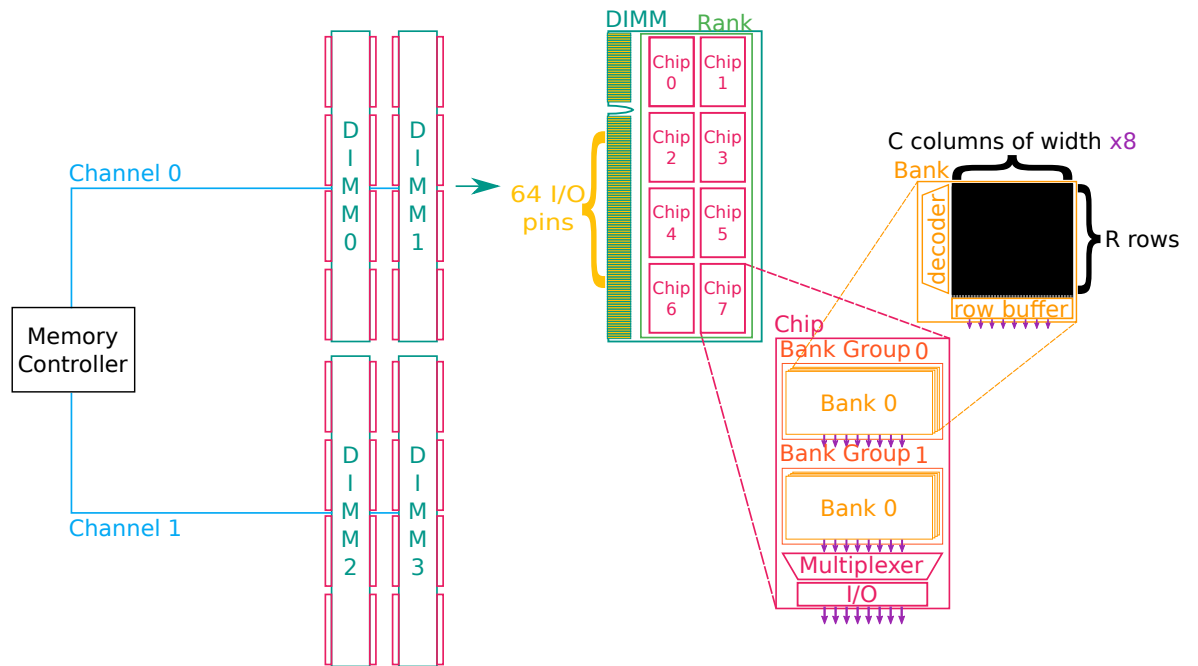 Channel 0
Memory
Controller
Channel 1
D
I
M
M
0
D
I
M
M
1
D
I
M
M
2
D
I
M
M
3
DIMM
Rank
64 I/O
pins
Chip
0
Chip
1
Chip
2
Chip
3
Chip
4
Chip
5
Chip
6
Chip
7
C columns of width x8
Bank
decoder
R rows
row buffer
Chip
Bank Group 0
Bank 0
Bank Group 1
Bank 0
Multiplexer
I/O